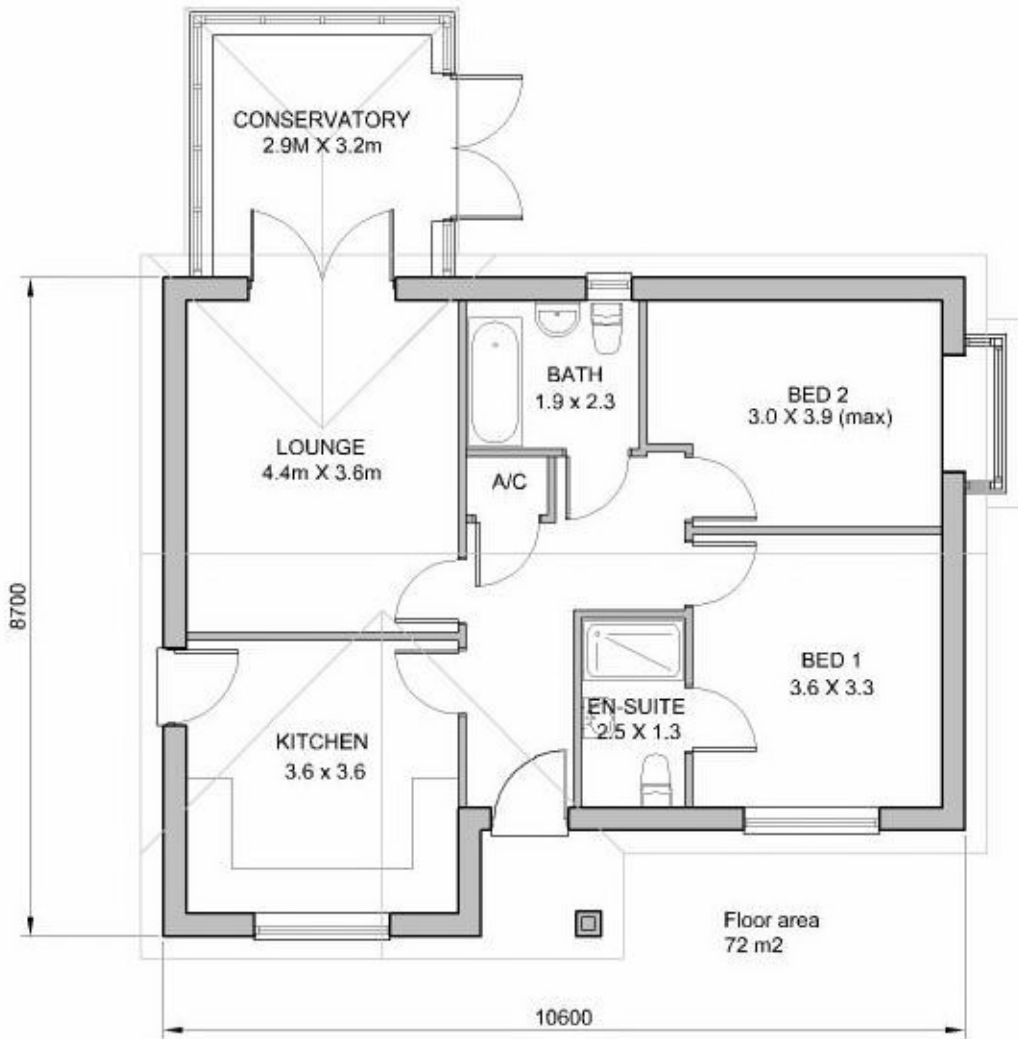 CONSERVATORY
2.9M X 3.2m
BATH
1.9 x 2.3
BED 2
3.0 X 3.9 (max)
LOUNGE
4.4m X 3.6m
A/C
8700
BED 1
3.6 X 3.3
EN-SUITE
2.5 X 1.3
KITCHEN
3.6 x 3.6
Floor area
72 m2
10600